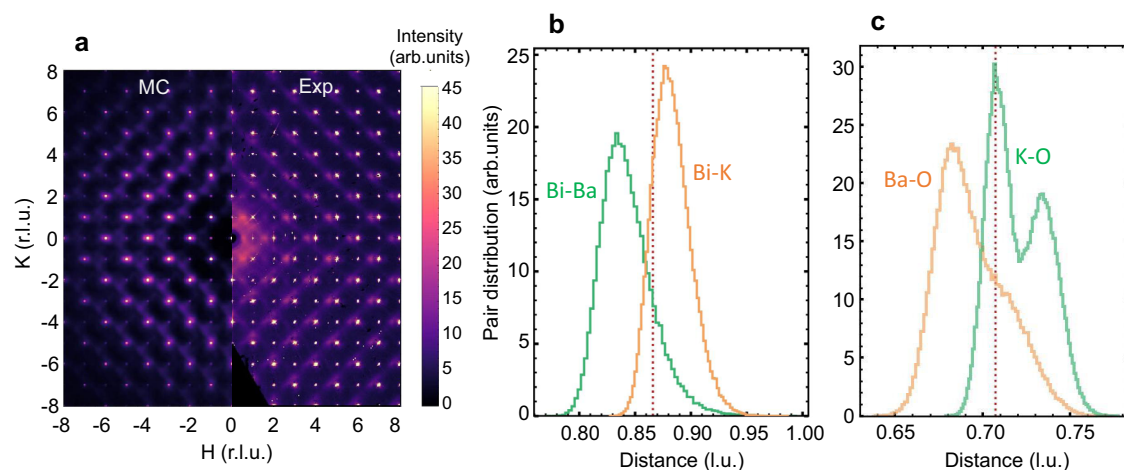 a
Intensity
(arb.units)
MC
Exp.
8
6
4
2
0
-2
-4
-6
-8
K (r.l.u.)
-8 -6 -4 -2 0 2 4 6 8
H (r.l.u.)
45
40
35
30
25
20
15
10
5
0
b
25
20
15
10
5
0
Pair distribution (arb.units)
Bi-Ba
Bi-K
0.80 0.85 0.90 0.95 1.00
Distance (l.u.)
c
30
25
20
15
10
5
0
Ba-O
K-O
0.65 0.70 0.75
Distance (l.u.)